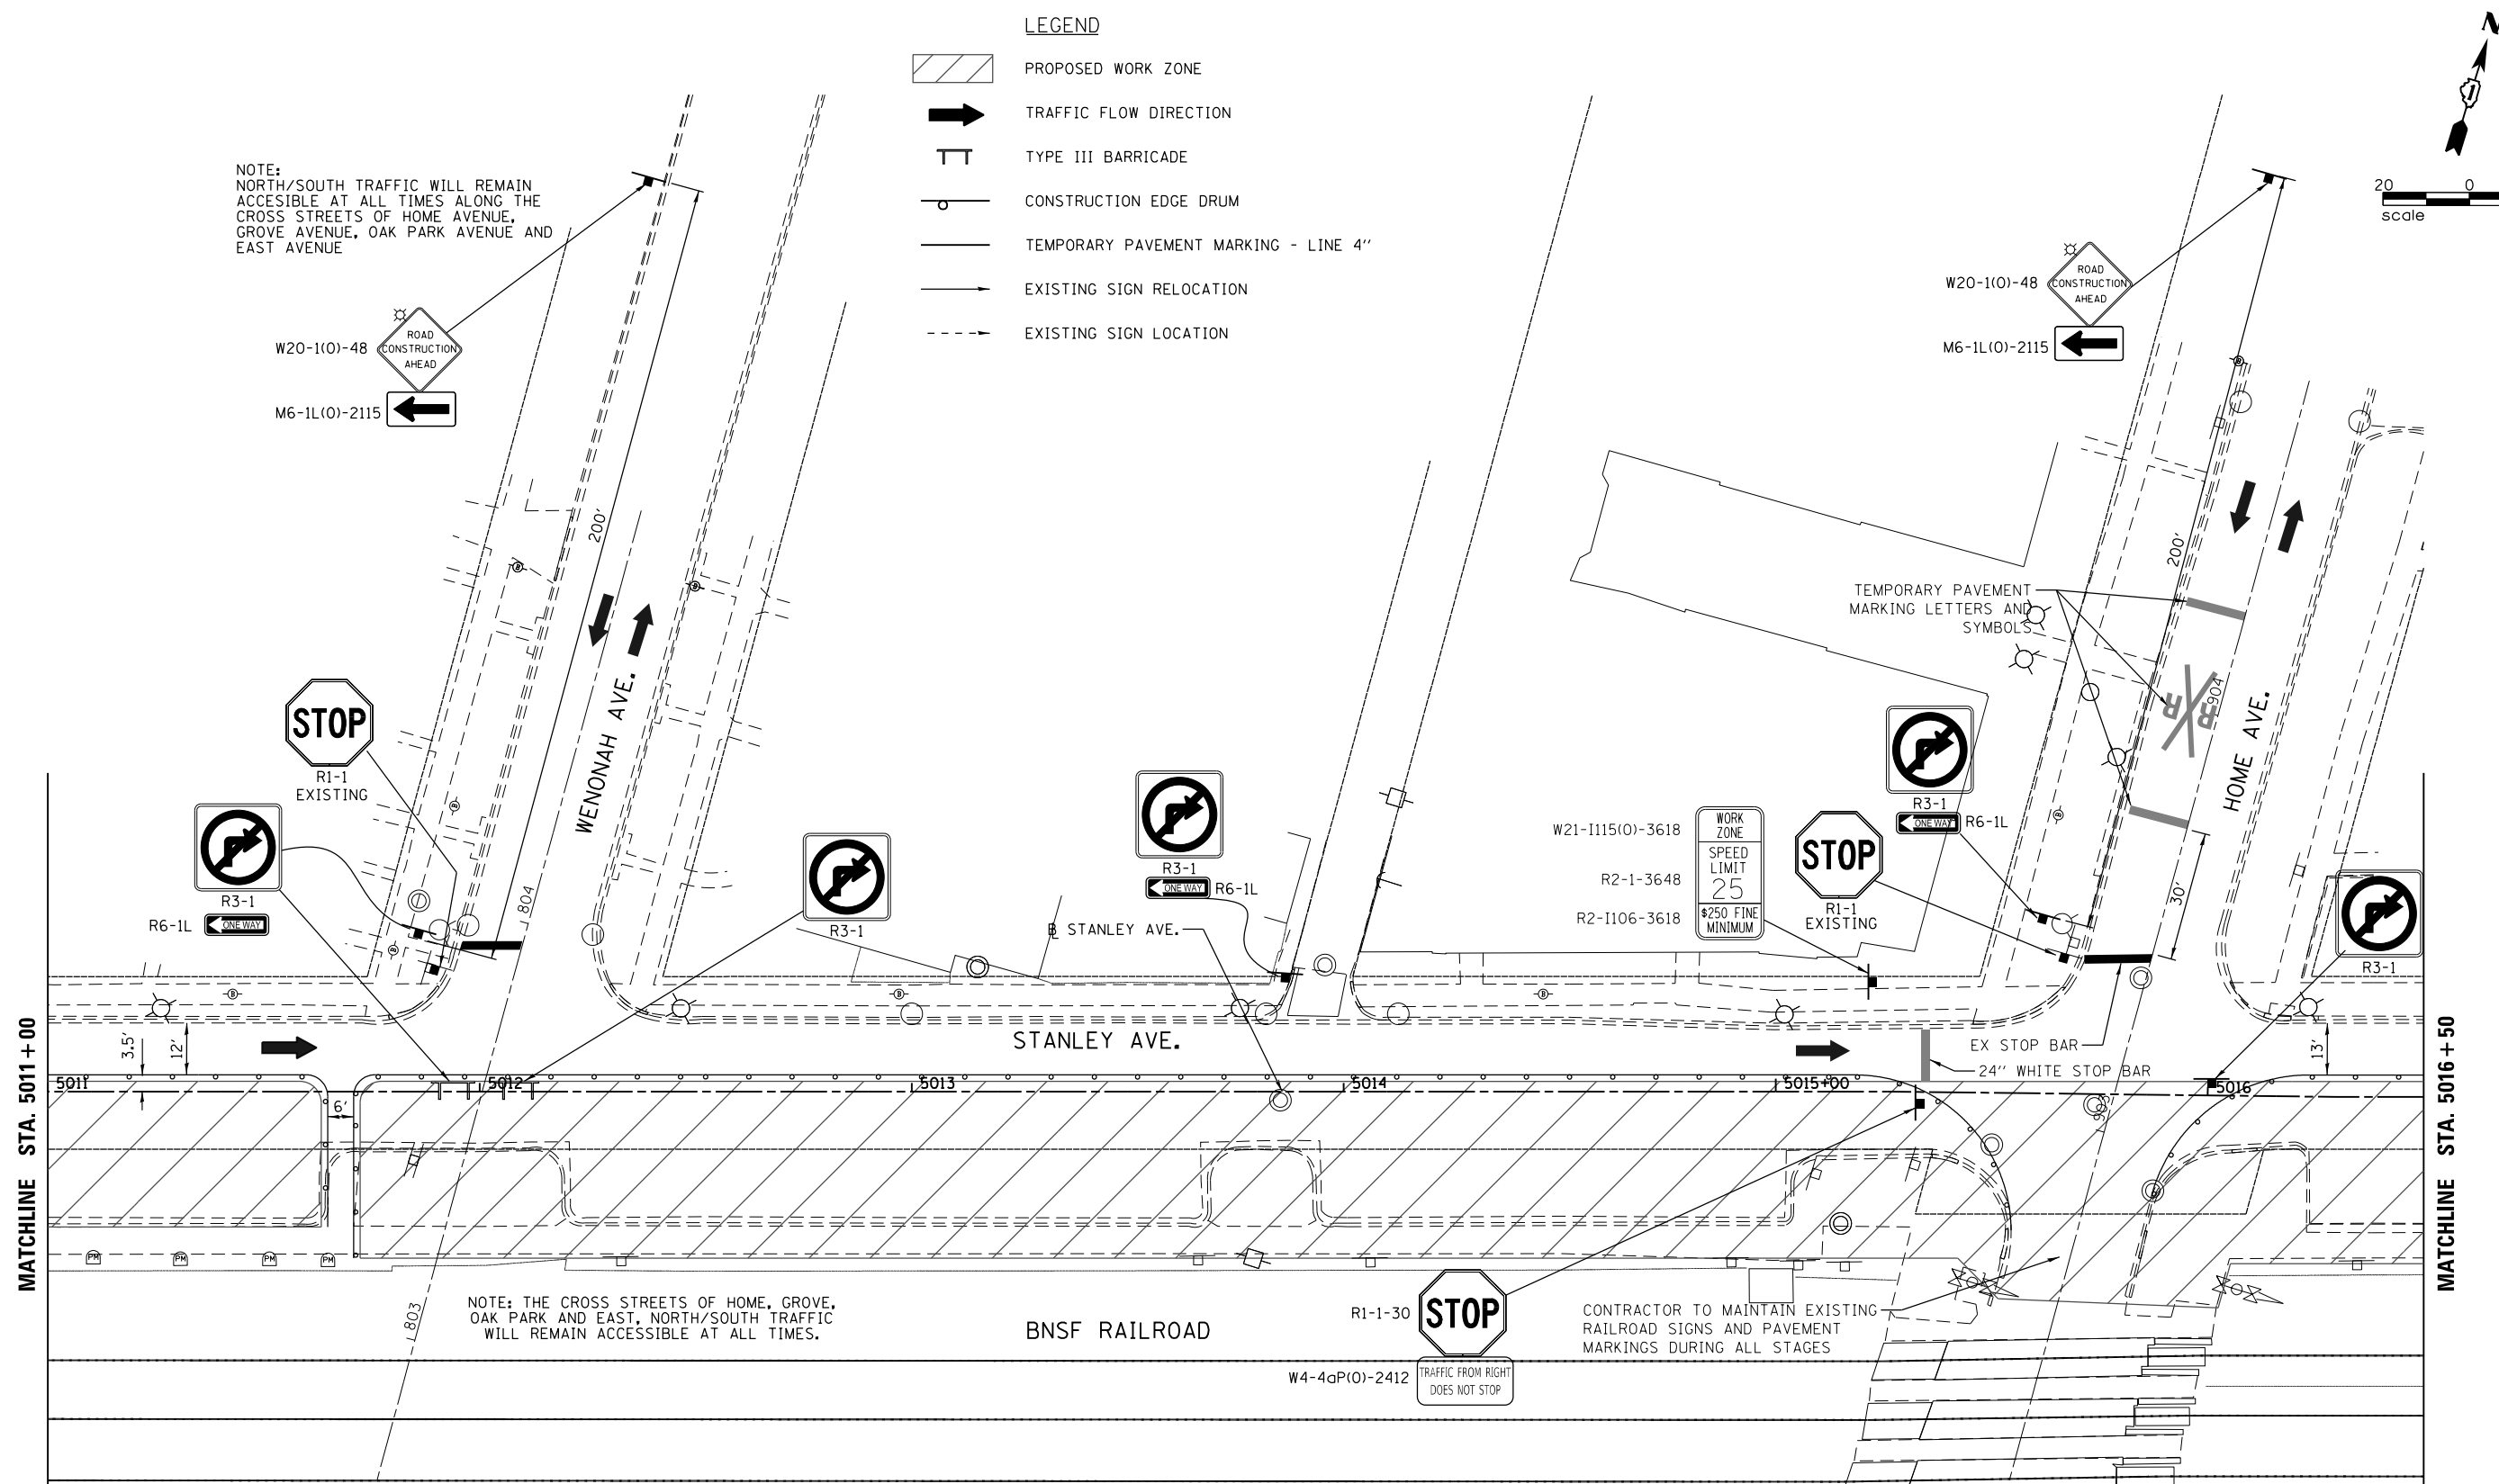 LEGEND
PROPOSED WORK ZONE
TRAFFIC FLOW DIRECTION
TYPE III BARRICADE
CONSTRUCTION EDGE DRUM
TEMPORARY PAVEMENT MARKING - LINE 4''
EXISTING SIGN RELOCATION
EXISTING SIGN LOCATION
N
1
20 0
scale
NOTE:
NORTH/SOUTH TRAFFIC WILL REMAIN
ACCESIBLE AT ALL TIMES ALONG THE
CROSS STREETS OF HOME AVENUE,
GROVE AVENUE, OAK PARK AVENUE AND
EAST AVENUE
W20-1(O)-48
ROAD
CONSTRUCTION
AHEAD
M6-1L(O)-2115
W20-1(O)-48
ROAD
CONSTRUCTION
AHEAD
M6-1L(O)-2115
200'
WENONAH AVE.
804
STOP
R1-1
EXISTING
R3-1
R6-1L
ONE WAY
R3-1
R3-1
ONE WAY
R6-1L
℄ STANLEY AVE.
W21-I115(O)-3618
R2-1-3648
R2-I106-3618
WORK
ZONE
SPEED
LIMIT
25
$250 FINE
MINIMUM
STOP
R1-1
EXISTING
R3-1
ONE WAY
R6-1L
TEMPORARY PAVEMENT
MARKING LETTERS AND
SYMBOLS
200'
R R
904
HOME AVE.
30'
R3-1
EX STOP BAR
24'' WHITE STOP BAR
13'
STANLEY AVE.
3.5'
12'
6'
5011
5012
5013
5014
5015+00
5016
903
MATCHLINE STA. 5011+00
MATCHLINE STA. 5016+50
PM
PM
PM
PM
803
NOTE: THE CROSS STREETS OF HOME, GROVE,
OAK PARK AND EAST, NORTH/SOUTH TRAFFIC
WILL REMAIN ACCESSIBLE AT ALL TIMES.
BNSF RAILROAD
R1-1-30
STOP
W4-4aP(O)-2412
TRAFFIC FROM RIGHT
DOES NOT STOP
CONTRACTOR TO MAINTAIN EXISTING
RAILROAD SIGNS AND PAVEMENT
MARKINGS DURING ALL STAGES